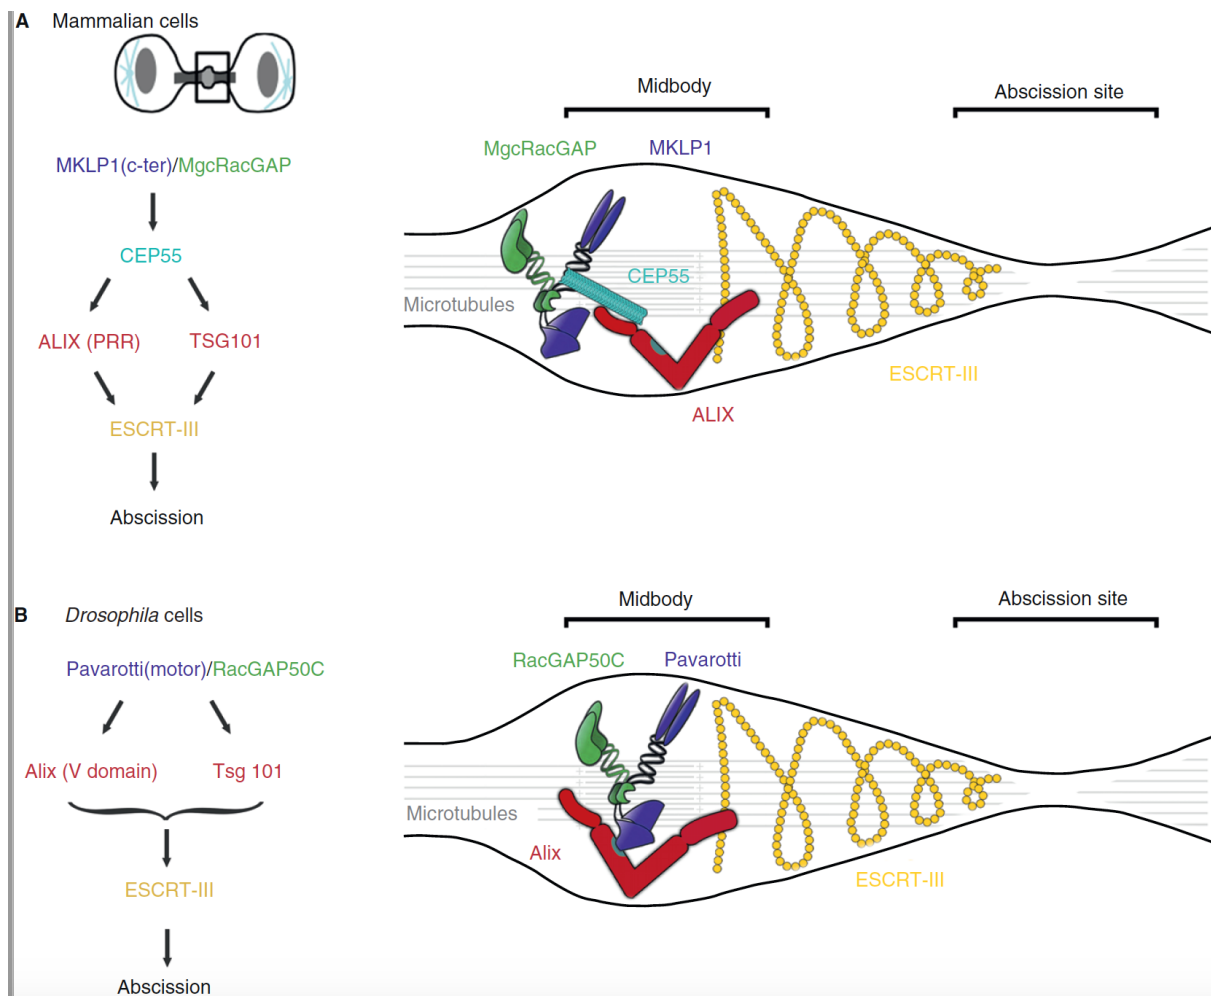 A Mammalian cells
Midbody
Abscission site
MKLP1(c-ter)/MgcRacGAP
MgcRacGAP
MKLP1
CEP55
CEP55
Microtubules
ALIX (PRR)
TSG101
ESCRT-III
ALIX
ESCRT-III
Abscission
B Drosophila cells
Midbody
Abscission site
Pavarotti(motor)/RacGAP50C
RacGAP50C
Pavarotti
Alix (V domain)
Tsg 101
Microtubules
Alix
ESCRT-III
ESCRT-III
Abscission